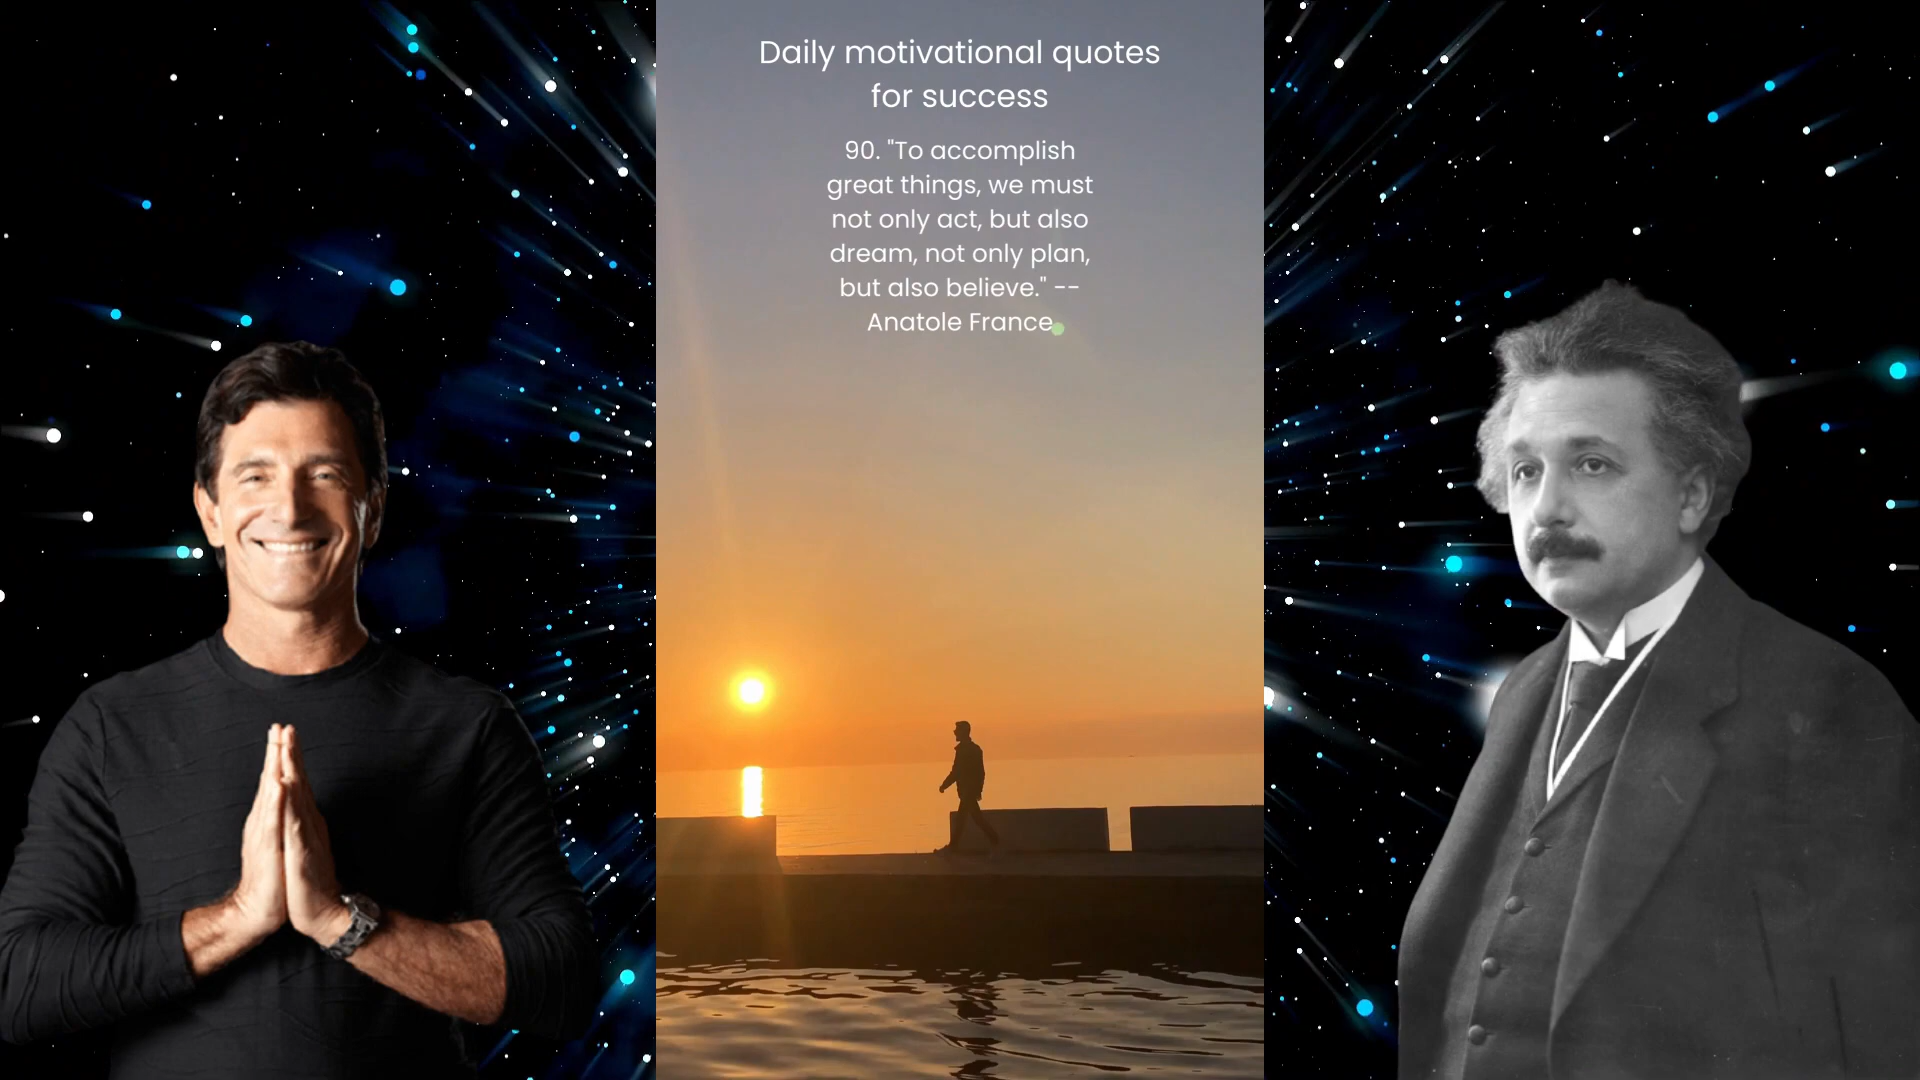 Daily motivational quotes
for success
90. "To accomplish
great things, we must
not only act, but also
dream, not only plan,
but also believe." --
Anatole France